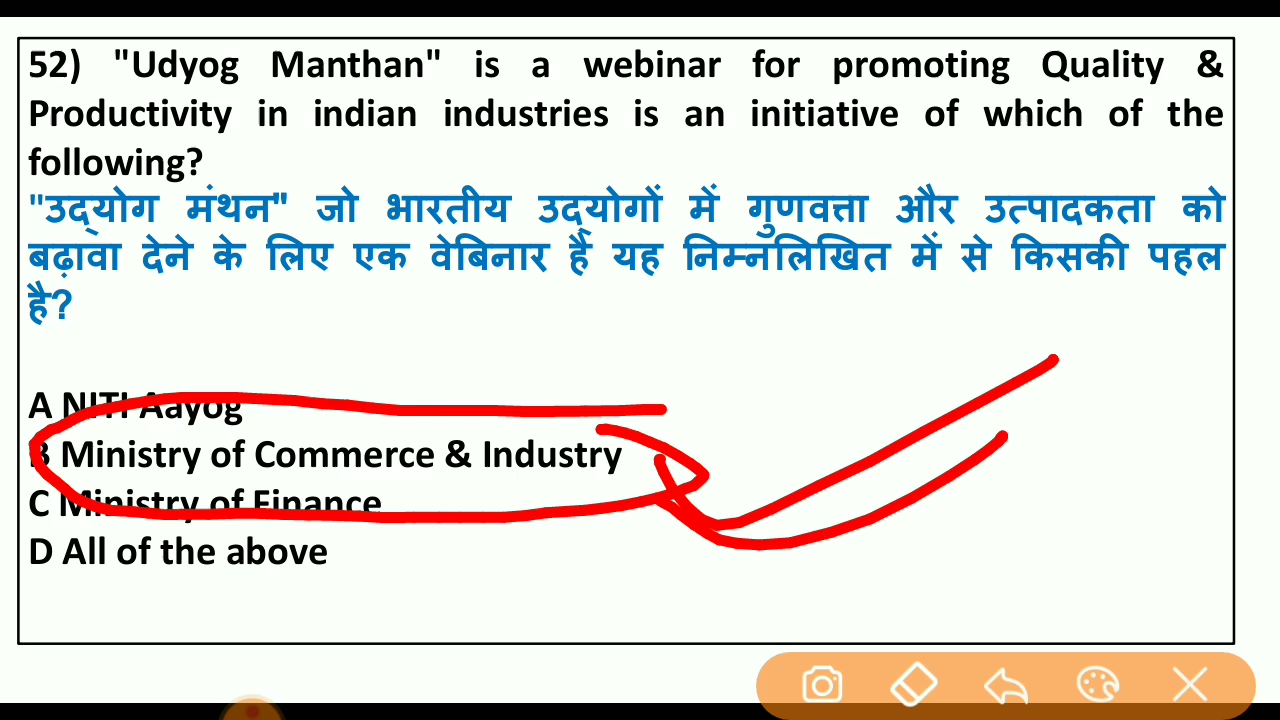 52) "Udyog Manthan" is a webinar for promoting Quality &
Productivity in indian industries is an initiative of which of the
following?
"उद्योग मंथन" जो भारतीय उद्योगों में गुणवत्ता और उत्पादकता को
बढ़ावा देने के लिए एक वेबिनार है यह निम्नलिखित में से किसकी पहल
है?
A NITI Aayog
B Ministry of Commerce & Industry
C Ministry of Finance
D All of the above